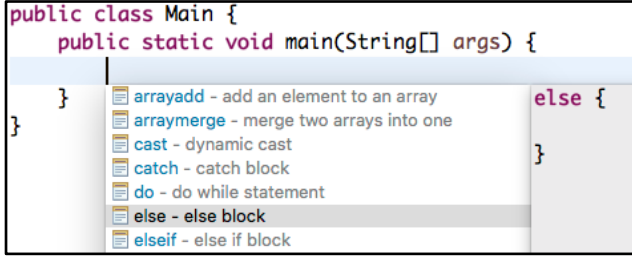 public class Main {
public static void main(String[] args) {
}
}
arrayadd - add an element to an array
arraymerge - merge two arrays into one
cast - dynamic cast
catch - catch block
do - do while statement
else - else block
elseif - else if block
else {
}